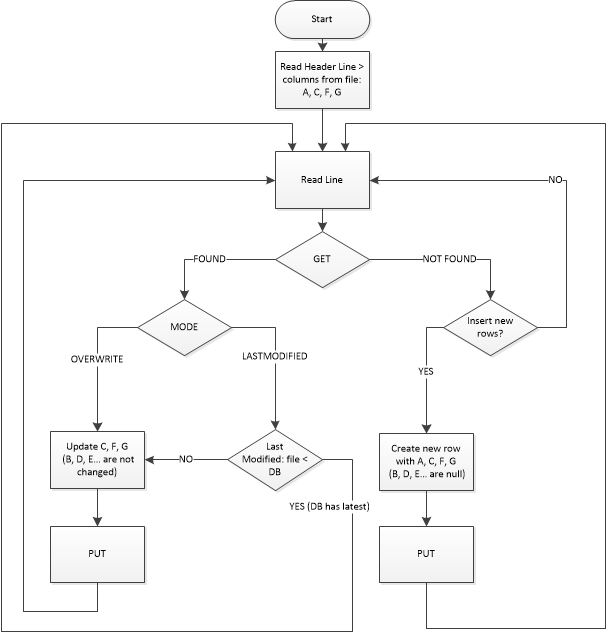 Start
Read Header Line >
columns from file:
A, C, F, G
Read Line
NO
GET
FOUND
NOT FOUND
MODE
Insert new
rows?
OVERWRITE
LASTMODIFIED
YES
Update C, F, G
(B, D, E... are not
changed)
NO
Last
Modified: file <
DB
Create new row
with A, C, F, G
(B, D, E... are null)
YES (DB has latest)
PUT
PUT